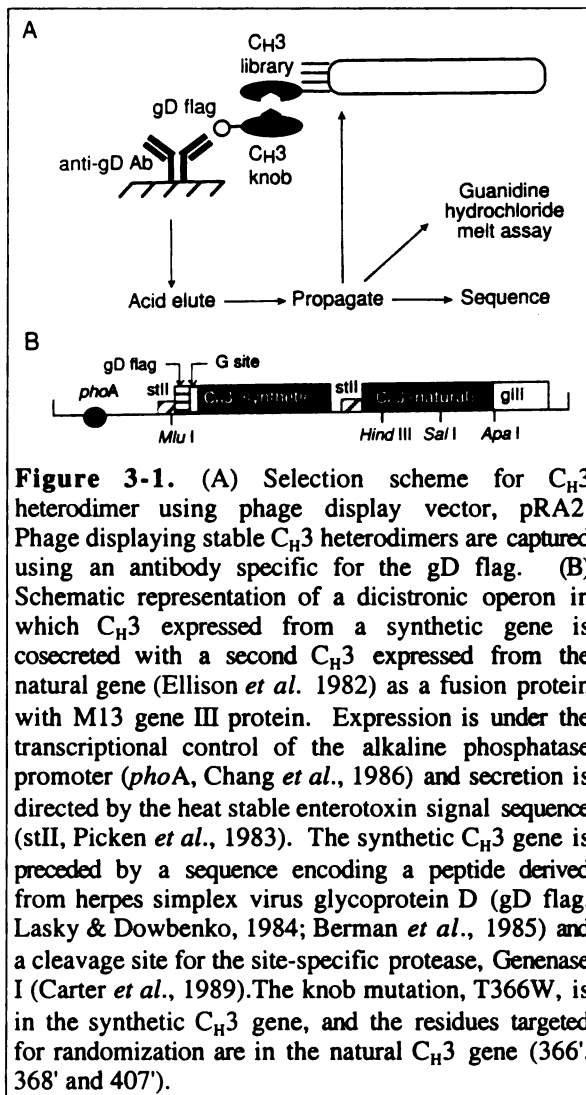 A
CH3
library
gD flag
anti-gD Ab
CH3
knob
Guanidine
hydrochloride
melt assay
Acid elute
Propagate
Sequence
B
gD flag
G site
phoA
stII
CH3 synthetic
stII
CH3 natural
gIII
Mlu I
Hind III
Sal I
Apa I
Figure 3-1. (A) Selection scheme for CH3
heterodimer using phage display vector, pRA2
Phage displaying stable CH3 heterodimers are captured
using an antibody specific for the gD flag. (B)
Schematic representation of a dicistronic operon in
which CH3 expressed from a synthetic gene is
cosecreted with a second CH3 expressed from the
natural gene (Ellison et al. 1982) as a fusion protein
with M13 gene III protein. Expression is under the
transcriptional control of the alkaline phosphatase
promoter (phoA, Chang et al., 1986) and secretion is
directed by the heat stable enterotoxin signal sequence
(stII, Picken et al., 1983). The synthetic CH3 gene is
preceded by a sequence encoding a peptide derived
from herpes simplex virus glycoprotein D (gD flag,
Lasky & Dowbenko, 1984; Berman et al., 1985) and
a cleavage site for the site-specific protease, Genenase
I (Carter et al., 1989).The knob mutation, T366W, is
in the synthetic CH3 gene, and the residues targeted
for randomization are in the natural CH3 gene (366',
368' and 407').